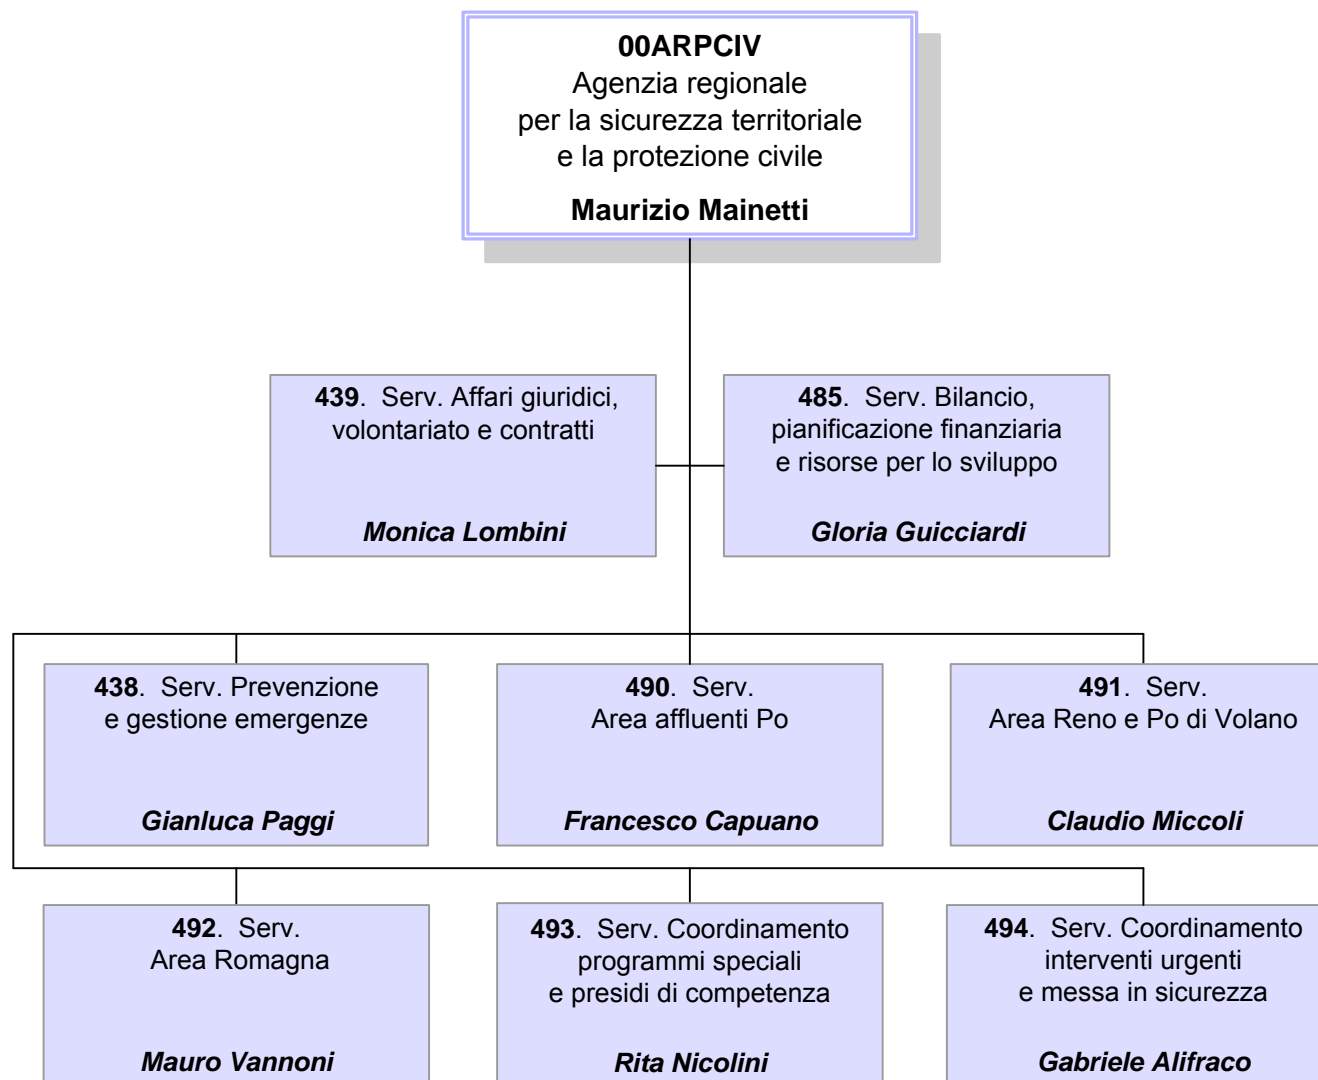 00ARPCIV
Agenzia regionale
per la sicurezza territoriale
e la protezione civile
Maurizio Mainetti
439. Serv. Affari giuridici,
volontariato e contratti
Monica Lombini
485. Serv. Bilancio,
pianificazione finanziaria
e risorse per lo sviluppo
Gloria Guicciardi
438. Serv. Prevenzione
e gestione emergenze
Gianluca Paggi
490. Serv.
Area affluenti Po
Francesco Capuano
491. Serv.
Area Reno e Po di Volano
Claudio Miccoli
492. Serv.
Area Romagna
Mauro Vannoni
493. Serv. Coordinamento
programmi speciali
e presidi di competenza
Rita Nicolini
494. Serv. Coordinamento
interventi urgenti
e messa in sicurezza
Gabriele Alifraco